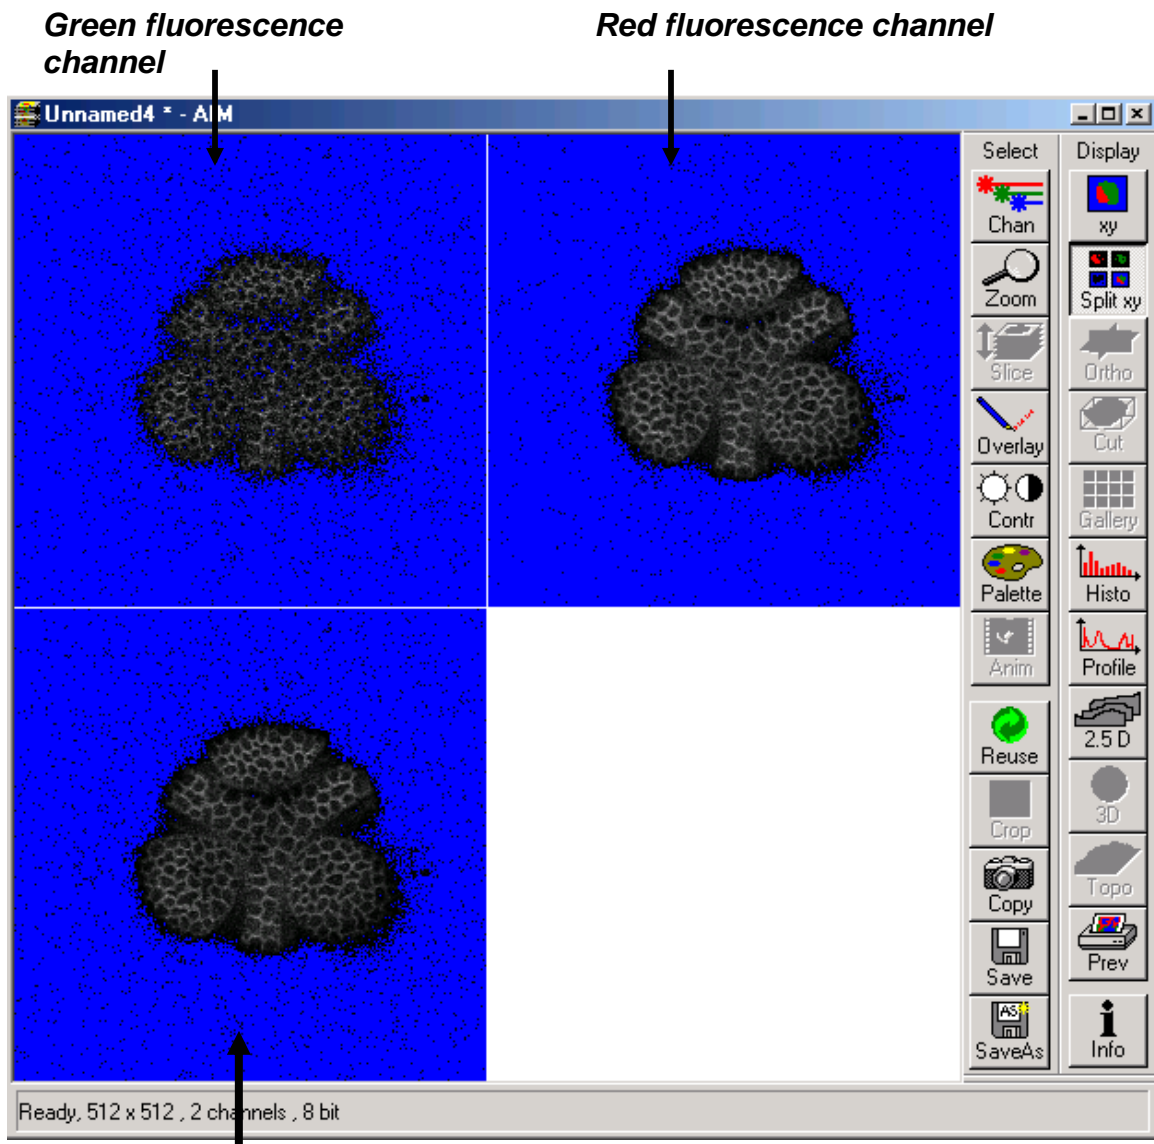 Green fluorescence
channel
Red fluorescence channel
Unnamed4 * - AIM
Select
Display
Chan
xy
Zoom
Split xy
Slice
Ortho
Overlay
Cut
Contr
Gallery
Palette
Histo
Anim
Profile
Reuse
2.5 D
Crop
3D
Copy
Topo
Save
Prev
AS
SaveAs
Info
Ready, 512 x 512 , 2 channels , 8 bit